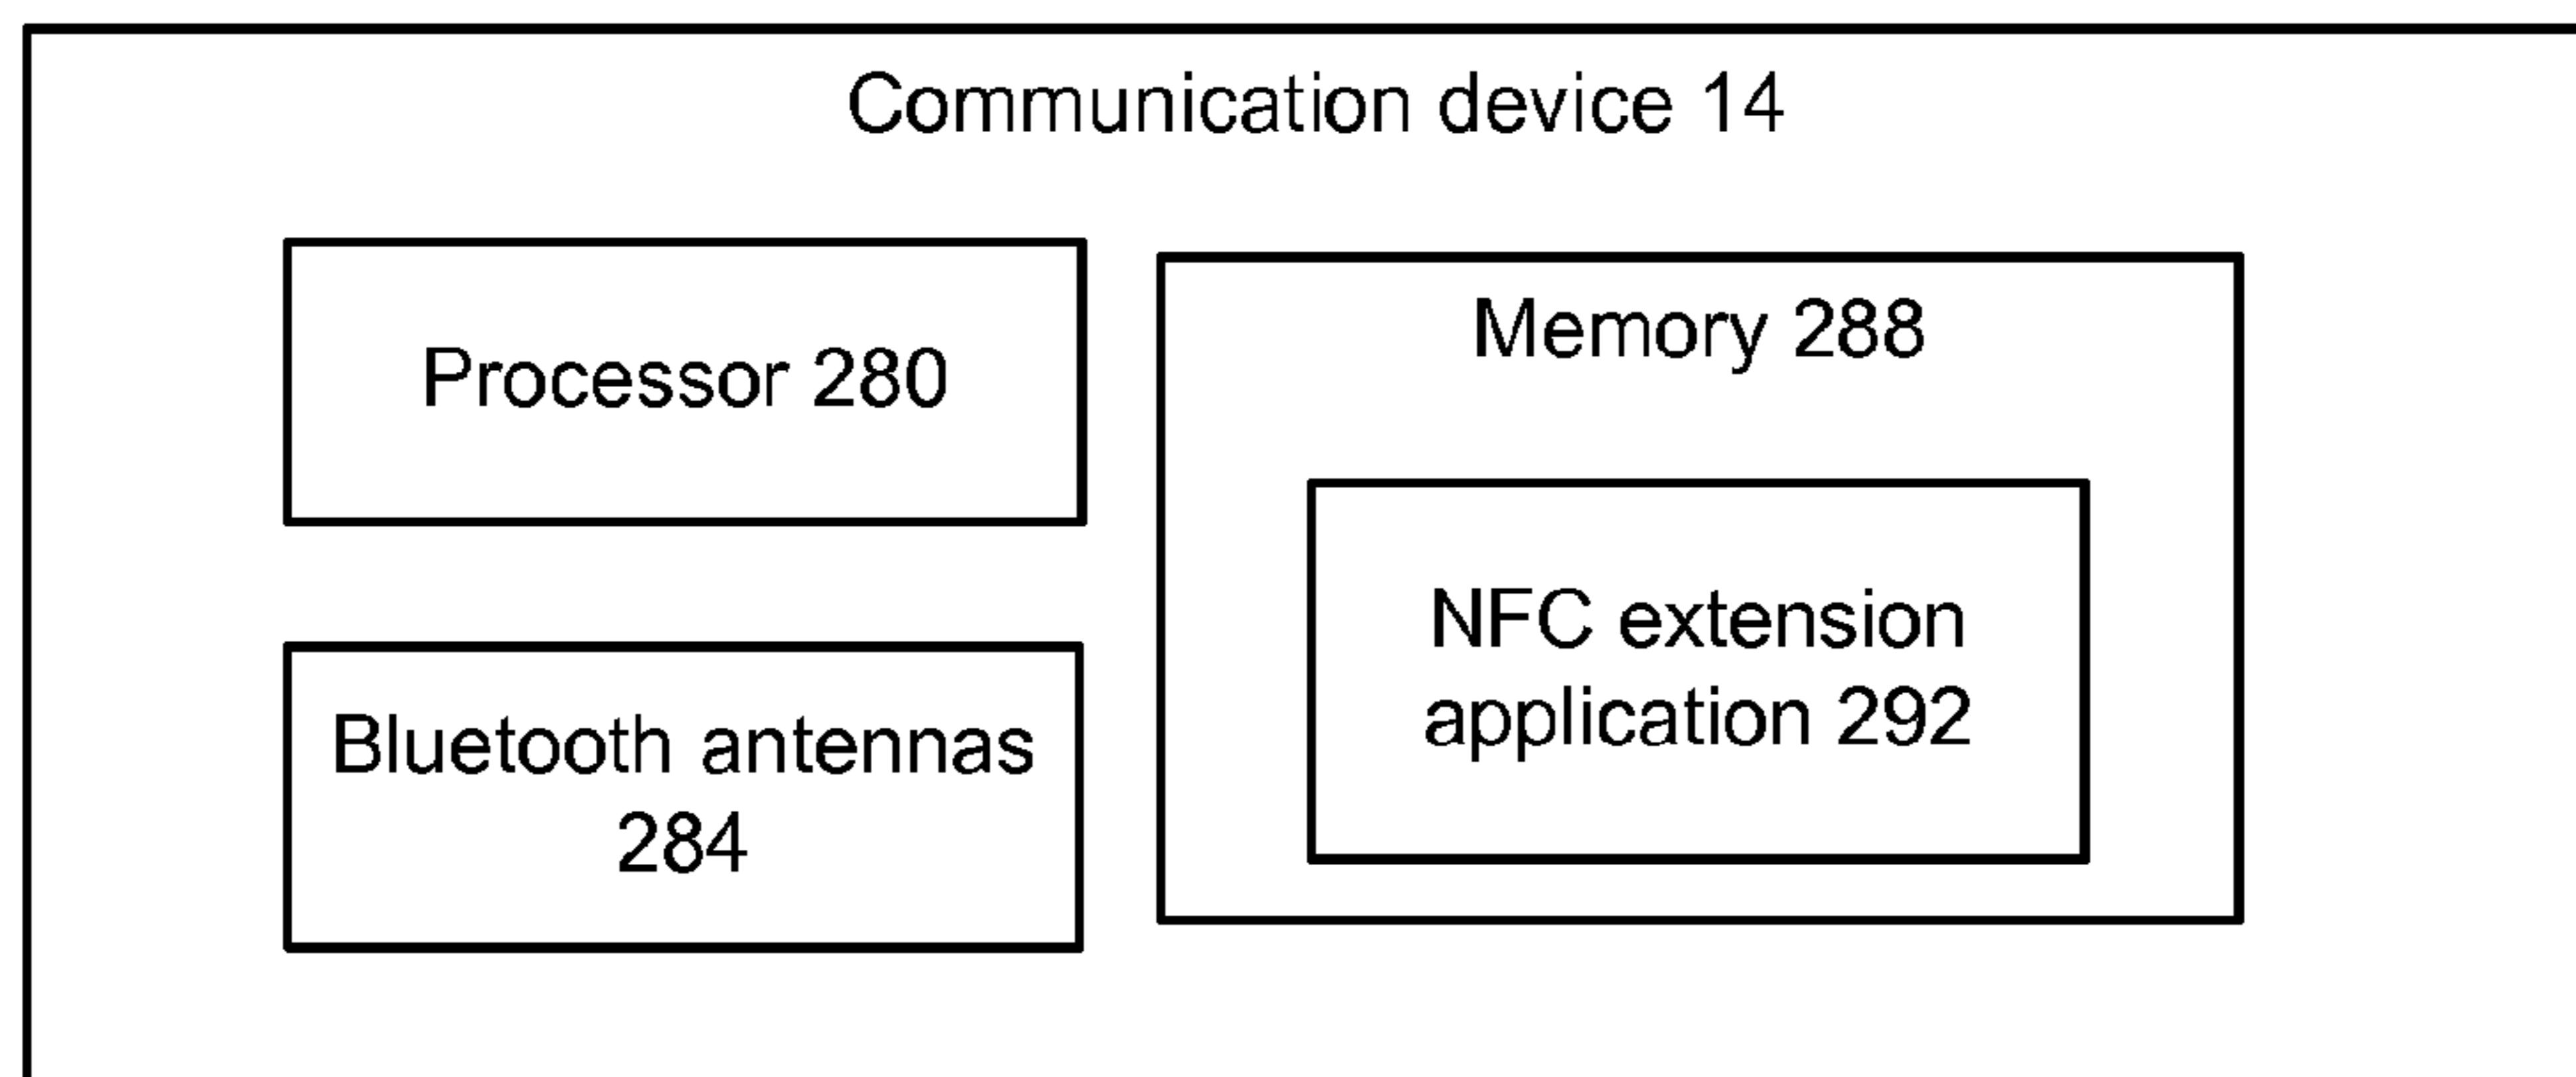 Communication device 14
Processor 280
Memory 288
Bluetooth antennas
284
NFC extension
application 292